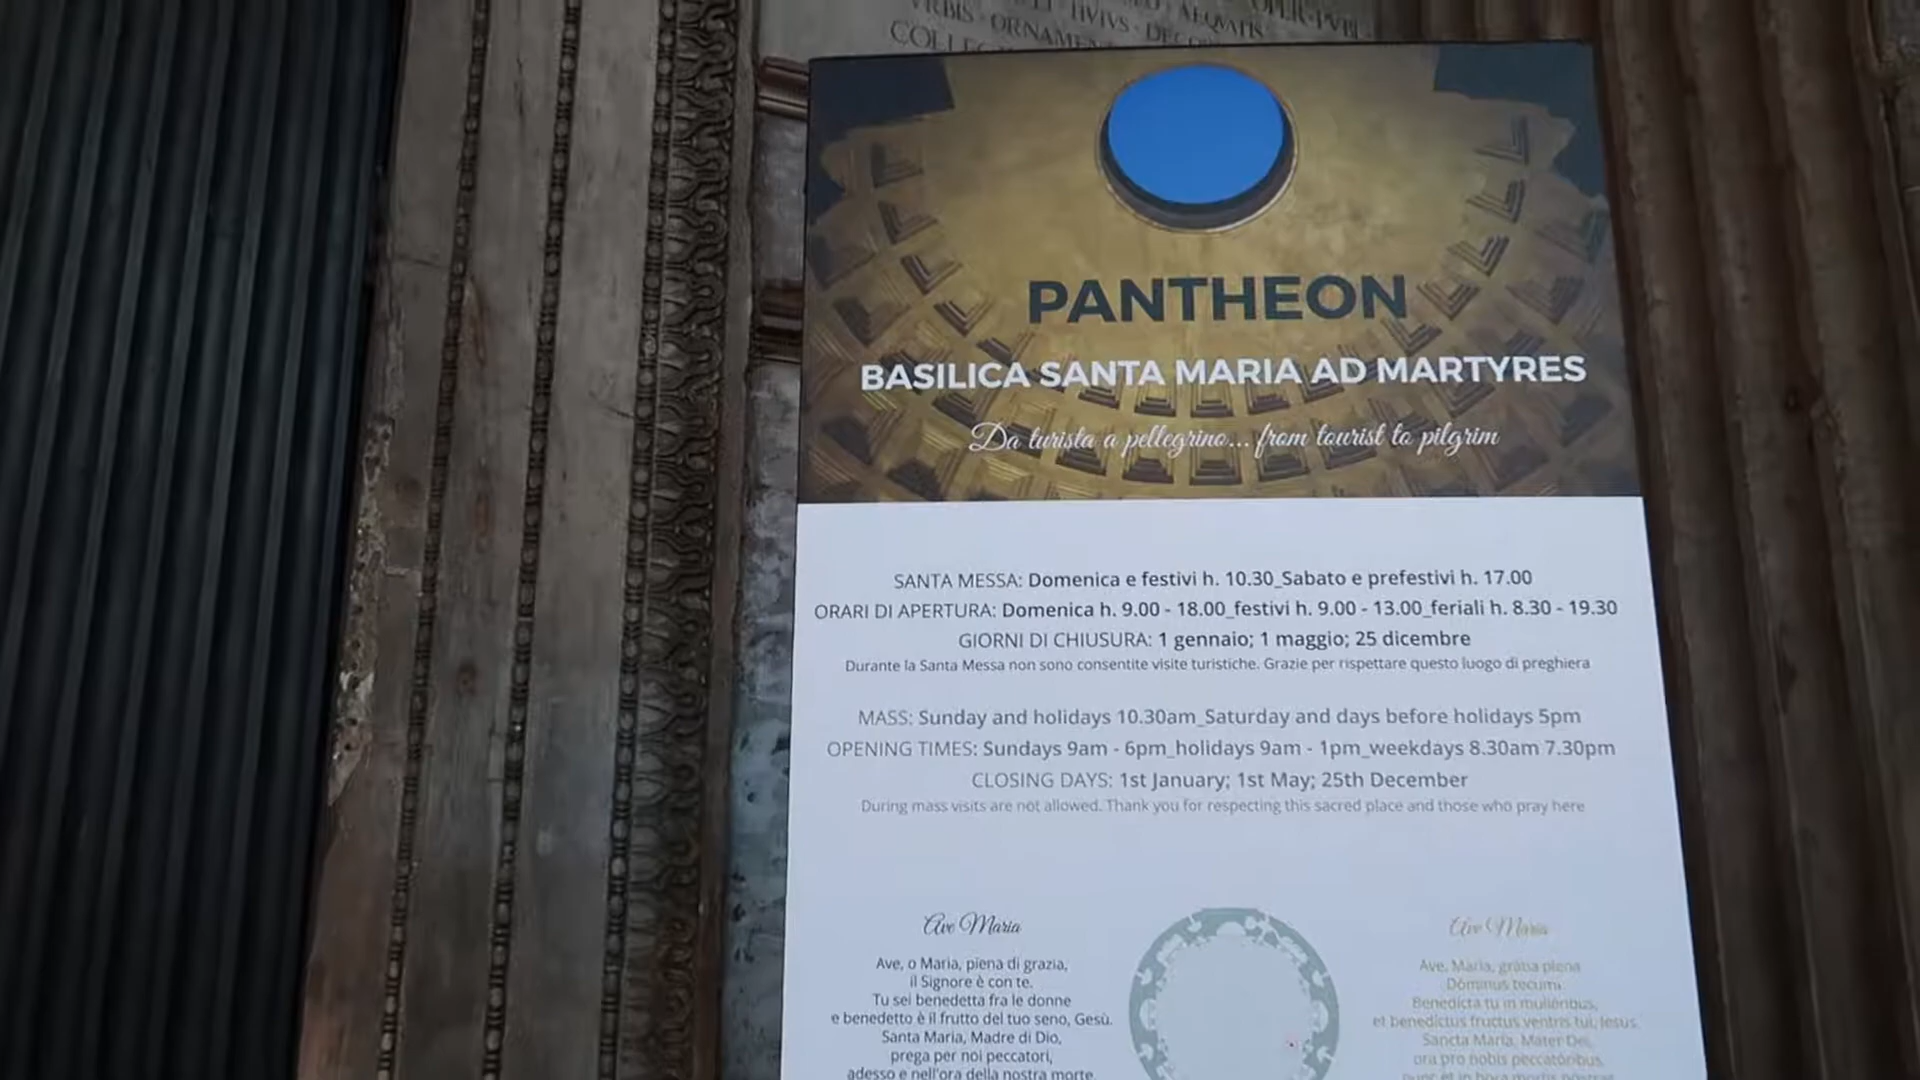 ORNAMEN
PANTHEON
BASILICA SANTA MARIA AD MARTYRES
Da turista a pellegrino... from tourist to pilgrim
SANTA MESSA: Domenica e festivi h. 10.30_Sabato e prefestivi h. 17.00
ORARI DI APERTURA: Domenica h. 9.00 - 18.00_festivi h. 9.00 - 13.00_feriali h. 8.30 - 19.30
GIORNI DI CHIUSURA: 1 gennaio; 1 maggio; 25 dicembre
Durante la Santa Messa non sono consentite visite turistiche. Grazie per rispettare questo luogo di preghiera
MASS: Sunday and holidays 10.30am_Saturday and days before holidays 5pm
OPENING TIMES: Sundays 9am - 6pm_holidays 9am - 1pm_weekdays 8.30am 7.30pm
CLOSING DAYS: 1st January; 1st May; 25th December
During mass visits are not allowed. Thank you for respecting this sacred place and those who pray here
Ave Maria
Ave, o Maria, piena di grazia,
il Signore è con te.
Tu sei benedetta fra le donne
e benedetto è il frutto del tuo seno, Gesù.
Santa Maria, Madre di Dio,
prega per noi peccatori,
adesso e nell'ora della nostra morte.
Ave Maria
Ave, Maria, grátia plena
Dóminus tecum.
Benedícta tu in muliéribus,
et benedíctus fructus ventris tui, Iesus.
Sancta María, Mater Dei,
ora pro nobis peccatóribus,